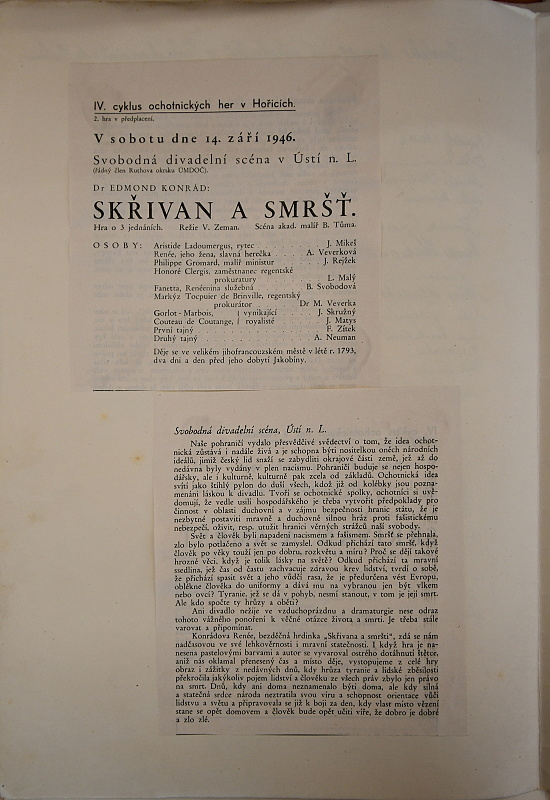 IV. cyklus ochotnických her v Hořicích.
2. hra v předplacení.
V sobotu dne 14. září 1946.
Svobodná divadelní scéna v Ústí n. L.
(řádný člen Ruthova okrsku ÚMDOČ).
Dr EDMOND KONRÁD:
SKŘIVAN A SMRŠŤ.
Hra o 3 jednáních. Režie V. Zeman. Scéna akad. malíř B. Tůma.
OSOBY: Aristide Ladoumergus, rytec . . . J. Mikeš
Renée, jeho žena, slavná herečka . . . A. Veverková
Philippe Gromard, malíř ministur . . . J. Rejžek
Honoré Clergis, zaměstnanec regentské
prokuratury . . . L. Malý
Fanetta, Renéenina služebná . . . B. Svobodová
Markýz Tocpuier de Brinville, regentský
prokurátor . . . Dr M. Veverka
Gorlot-Marbois, ) vynikající . . . J. Skružný
Couteau de Coutange, ) royalisté . . . J. Matys
První tajný . . . F. Zítek
Druhý tajný . . . A. Neuman
Děje se ve velikém jihofrancouzském městě v létě r. 1793,
dva dni a den před jeho dobytí Jakobíny.
Svobodná divadelní scéna, Ústí n. L.
Naše pohraničí vydalo přesvědčivé svědectví o tom, že idea ochot-
nická zůstává i nadále živá a je schopna býti nositelkou oněch národních
ideálů, jimiž český lid snaží se zabydliti okrajové části země, jež až do
nedávna byly vydány v plen nacismu. Pohraničí buduje se nejen hospo-
dářsky, ale i kulturně, kulturně pak zcela od základů. Ochotnická idea
svítí jako štíhlý pylon do duší všech, kdož již od kolébky jsou pozna-
menáni láskou k divadlu. Tvoří se ochotnické spolky, ochotníci si uvě-
domují, že vedle úsilí hospodářského je třeba vytvořit předpoklady pro
činnost v oblasti duchovní a v zájmu bezpečnosti hranic státu, že je
nezbytné postaviti mravně a duchovně silnou hráz proti fašistickému
nebezpečí, oživit, resp. utužit hranici věrných strážců naší svobody.
Svět a člověk byli napadeni nacismem a fašismem. Smršť se přehnala,
zlo bylo potlačeno a svět se zamyslel. Odkud přichází tato smršť, když
člověk po věky touží jen po dobru, rozkvětu a míru? Proč se dějí takové
hrozné věci, když je tolik lásky na světě? Odkud přichází ta mravní
ssedlina, jež čas od času zachvacuje zdravou krev lidství, tvrdí o sobě,
že přichází spasit svět a jeho vůdčí rasa, že je předurčena vést Evropu,
oblékne člověka do uniformy a dává mu na vybranou jen být vlkem
nebo ovcí? Tyranie, jež se dá v pohyb, nesmí stanout, v tom je její smrt.
Ale kdo spočte ty hrůzy a oběti?
Ani divadlo nežije ve vzduchoprázdnu a dramaturgie nese odraz
tohoto vážného ponoření k věčné otázce života a smrti. Je třeba stále
varovat a připomínat.
Konrádova Renée, bezděčná hrdinka „Skřivana a smršti“, zdá se nám
nadčasovou ve své lehkověrnosti i mravní statečnosti. I když hra je na-
nesena pastelovými barvami a autor se vyvaroval ostrého dotáhnutí štětce,
aniž nás oklamal přenesený čas a místo děje, vystopujeme z celé hry
obraz i zážitky z nedávných dnů, kdy hrůza tyranie a lidské zběsilosti
překročila jakýkoliv pojem lidství a člověku ze všech práv zbylo jen právo
na smrt. Dnů, kdy ani doma neznamenalo býti doma, ale kdy silná
a statečná srdce národa neztratila svou víru a schopnost orientace vůči
lidstvu a světu a připravovala se již k boji za den, kdy vlast místo vězení
stane se opět domovem a člověk bude opět učiti víře, že dobro je dobré
a zlo zlé.